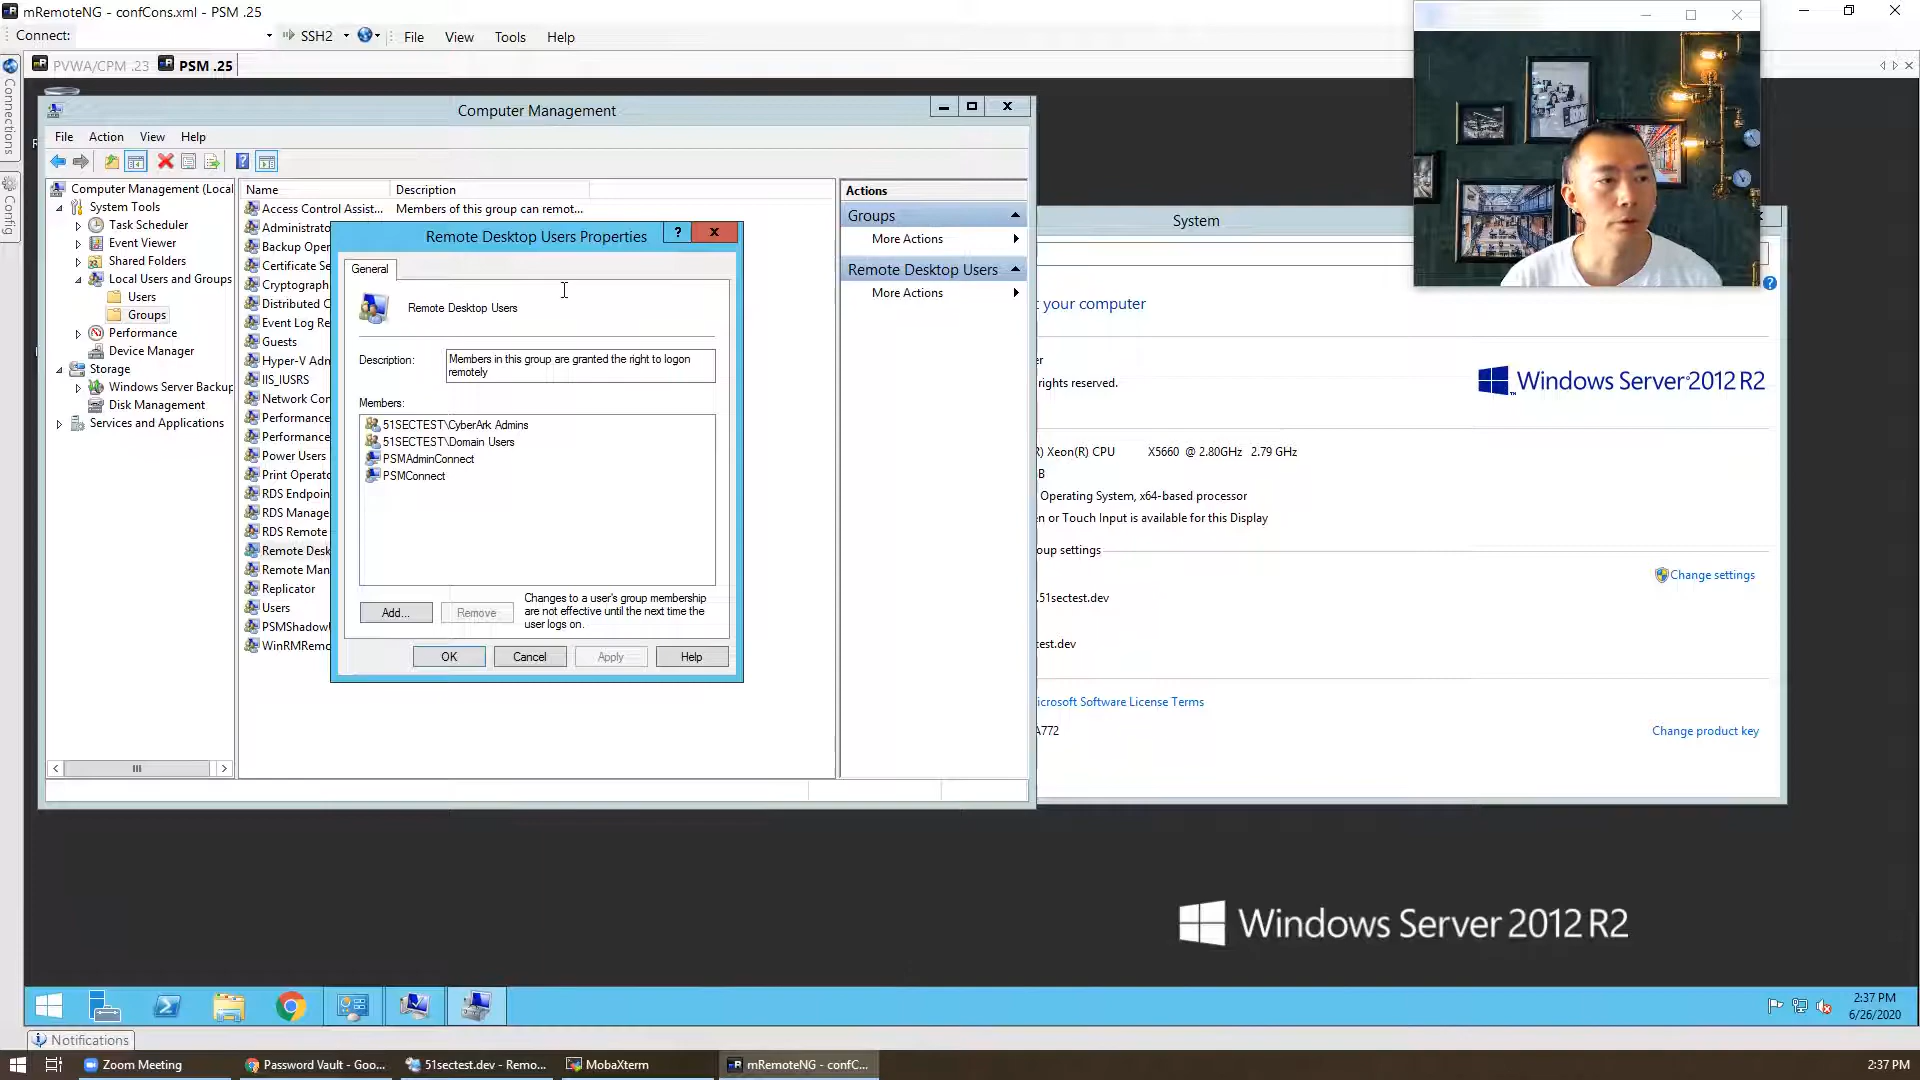 mRemoteNG - confCons.xml - PSM .25
Connect:
SSH2
File
View
Tools
Help
PVWA/CPM .23
PSM .25
Connections
Config
Computer Management
File
Action
View
Help
Computer Management (Local
System Tools
Task Scheduler
Event Viewer
Shared Folders
Local Users and Groups
Users
Groups
Performance
Device Manager
Storage
Windows Server Backup
Disk Management
Services and Applications
Name
Description
Access Control Assist...
Members of this group can remot...
Administrato
Backup Oper
Certificate Se
Cryptograph
Distributed C
Event Log Re
Guests
Hyper-V Adm
IIS_IUSRS
Network Con
Performance
Performance
Power Users
Print Operato
RDS Endpoin
RDS Manage
RDS Remote
Remote Desk
Remote Man
Replicator
Users
PSMShadowU
WinRMRemo
Remote Desktop Users Properties
?
General
Remote Desktop Users
Description:
Members in this group are granted the right to logon
remotely
Members:
51SECTEST\CyberArk Admins
51SECTEST\Domain Users
PSMAdminConnect
PSMConnect
Add...
Remove
Changes to a user's group membership
are not effective until the next time the
user logs on.
OK
Cancel
Apply
Help
Actions
Groups
More Actions
Remote Desktop Users
More Actions
System
t your computer
er
rights reserved.
Windows Server 2012 R2
R) Xeon(R) CPU X5660 @ 2.80GHz 2.79 GHz
B
Operating System, x64-based processor
n or Touch Input is available for this Display
oup settings
Change settings
.51sectest.dev
test.dev
icrosoft Software License Terms
A772
Change product key
Windows Server 2012 R2
2:37 PM
6/26/2020
Notifications
Zoom Meeting
Password Vault - Goo...
51sectest.dev - Remo...
MobaXterm
mRemoteNG - confC...
2:37 PM